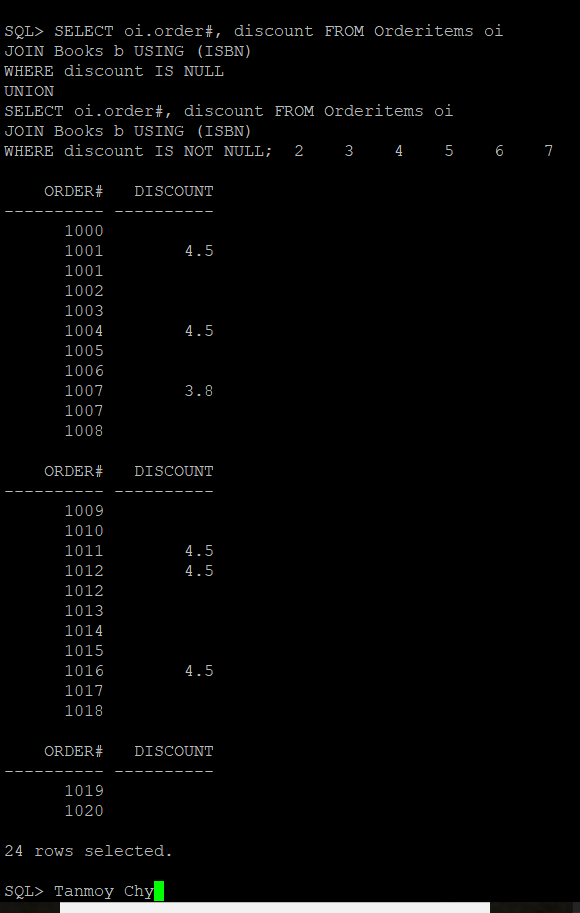 SQL> SELECT oi.order#, discount FROM Orderitems oi
JOIN Books b USING (ISBN)
WHERE discount IS NULL
UNION
SELECT oi.order#, discount FROM Orderitems oi
JOIN Books b USING (ISBN)
WHERE discount IS NOT NULL;  2    3    4    5    6    7

    ORDER#   DISCOUNT
---------- ----------
      1000
      1001        4.5
      1001
      1002
      1003
      1004        4.5
      1005
      1006
      1007        3.8
      1007
      1008

    ORDER#   DISCOUNT
---------- ----------
      1009
      1010
      1011        4.5
      1012        4.5
      1012
      1013
      1014
      1015
      1016        4.5
      1017
      1018

    ORDER#   DISCOUNT
---------- ----------
      1019
      1020

24 rows selected.

SQL> Tanmoy Chy